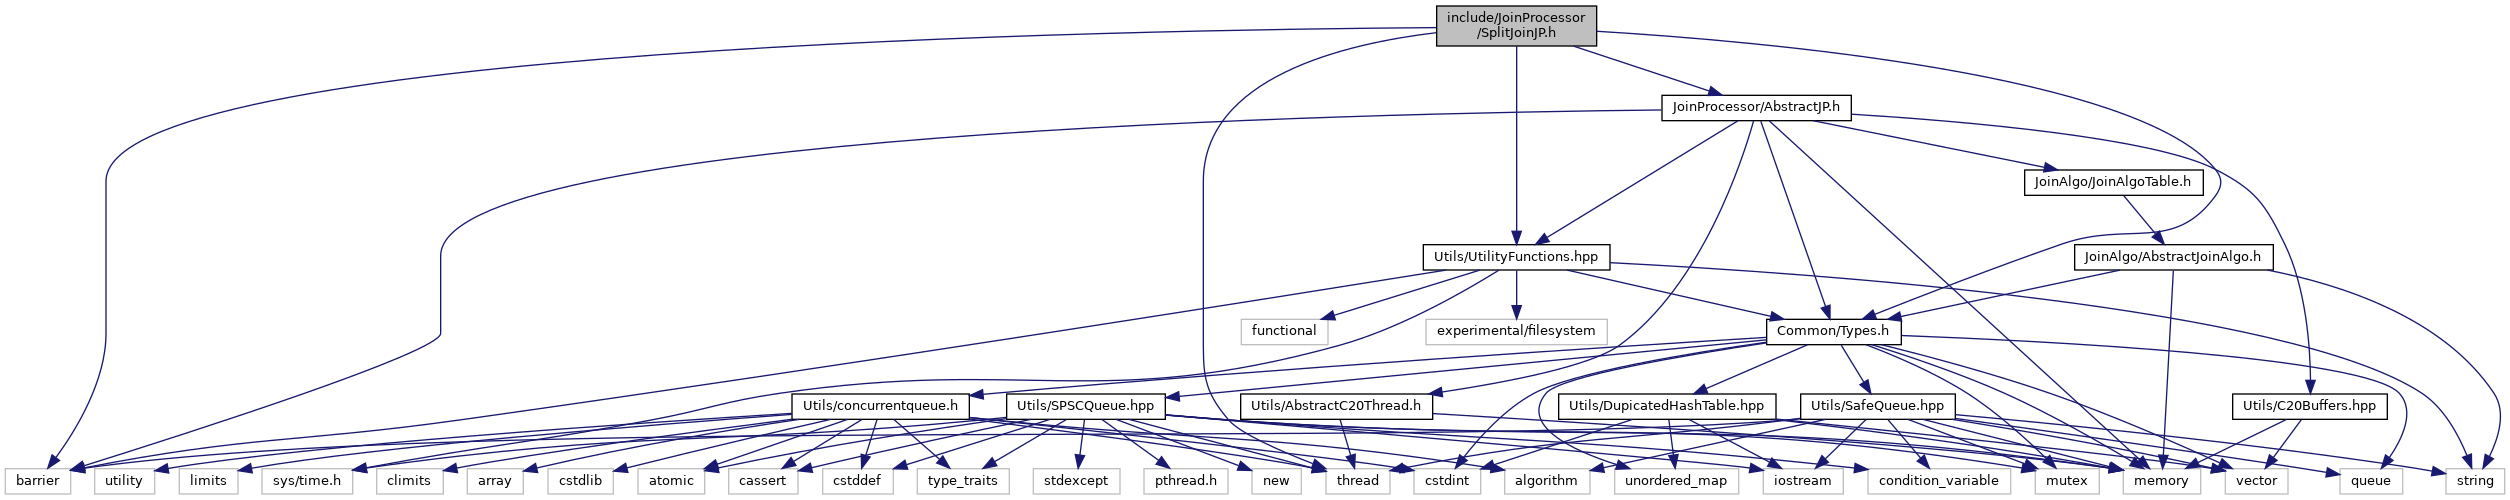 include/JoinProcessor
/SplitJoinJP.h
JoinProcessor/AbstractJP.h
JoinAlgo/JoinAlgoTable.h
Utils/UtilityFunctions.hpp
JoinAlgo/AbstractJoinAlgo.h
functional
experimental/filesystem
Common/Types.h
Utils/concurrentqueue.h
Utils/SPSCQueue.hpp
Utils/AbstractC20Thread.h
Utils/DupicatedHashTable.hpp
Utils/SafeQueue.hpp
Utils/C20Buffers.hpp
barrier
utility
limits
sys/time.h
climits
array
cstdlib
atomic
cassert
cstddef
type_traits
stdexcept
pthread.h
new
thread
cstdint
algorithm
unordered_map
iostream
condition_variable
mutex
memory
vector
queue
string